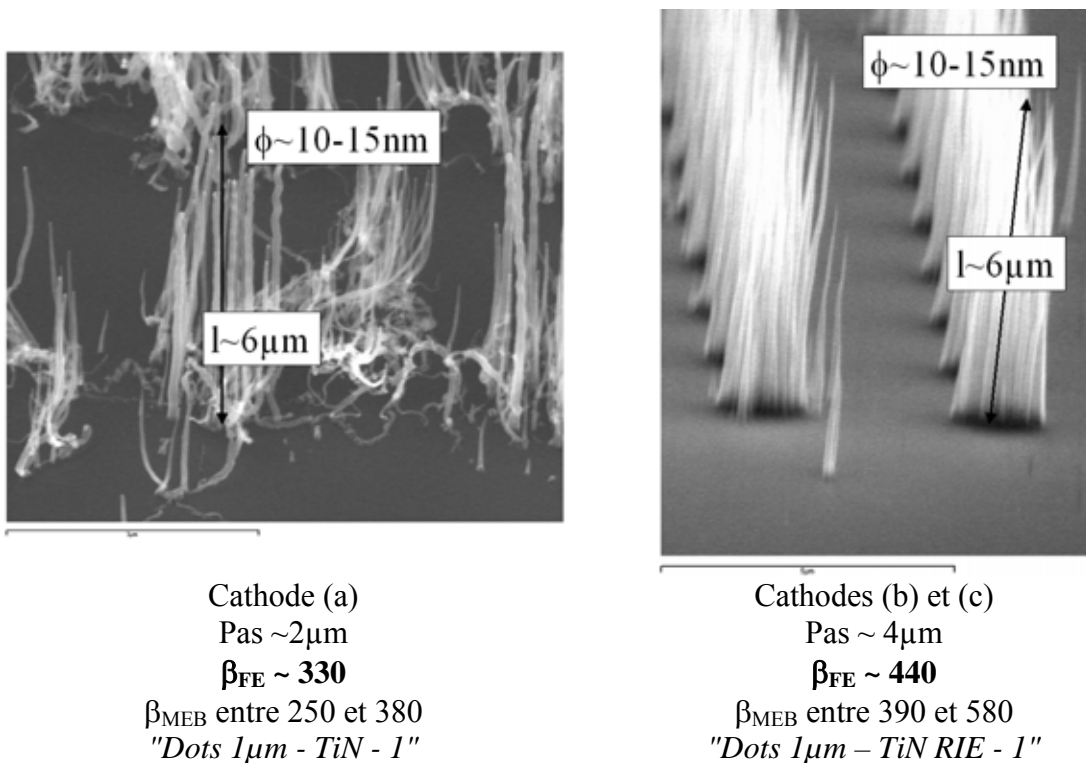 ϕ~10-15nm
l~6µm
ϕ~10-15nm
l~6µm
Cathode (a)
Pas ~2µm
βFE ~ 330
βMEB entre 250 et 380
"Dots 1µm - TiN - 1"
Cathodes (b) et (c)
Pas ~ 4µm
βFE ~ 440
βMEB entre 390 et 580
"Dots 1µm – TiN RIE - 1"